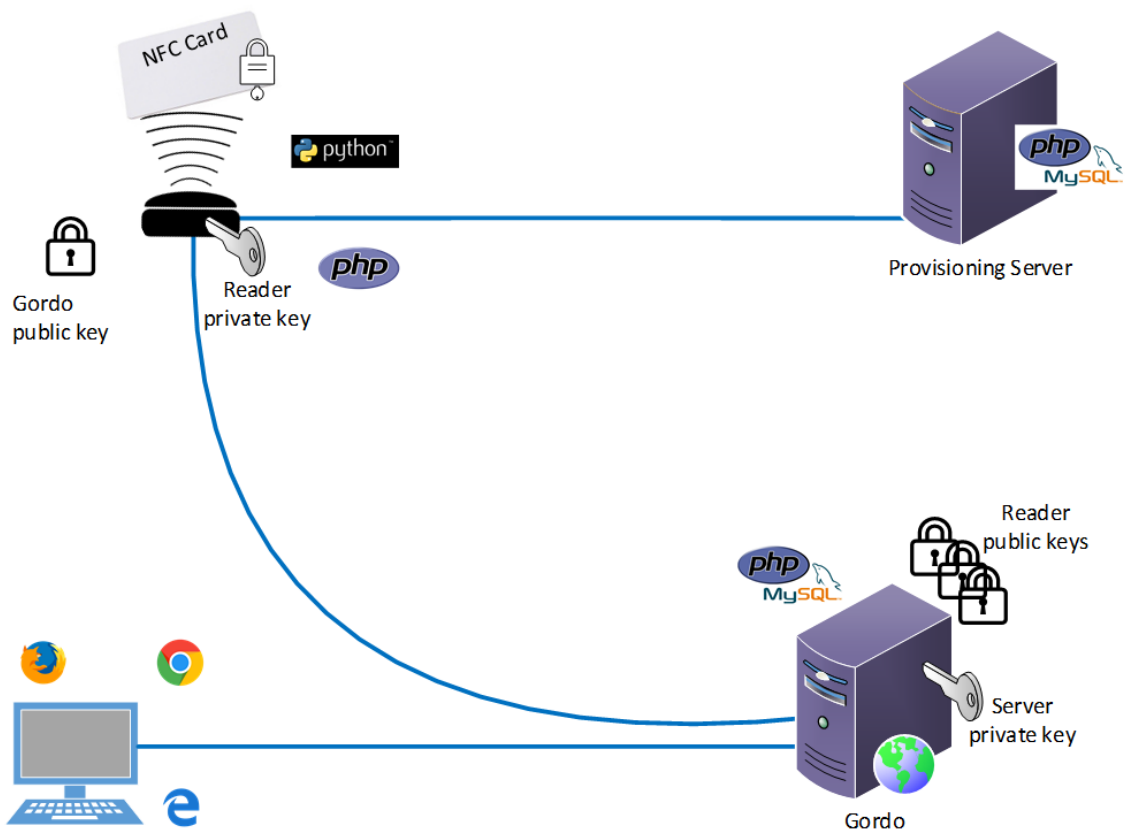 NFC Card
python™
php
MySQL
Provisioning Server
php
Gordo
public key
Reader
private key
Reader
public keys
php
MySQL
Server
private key
Gordo